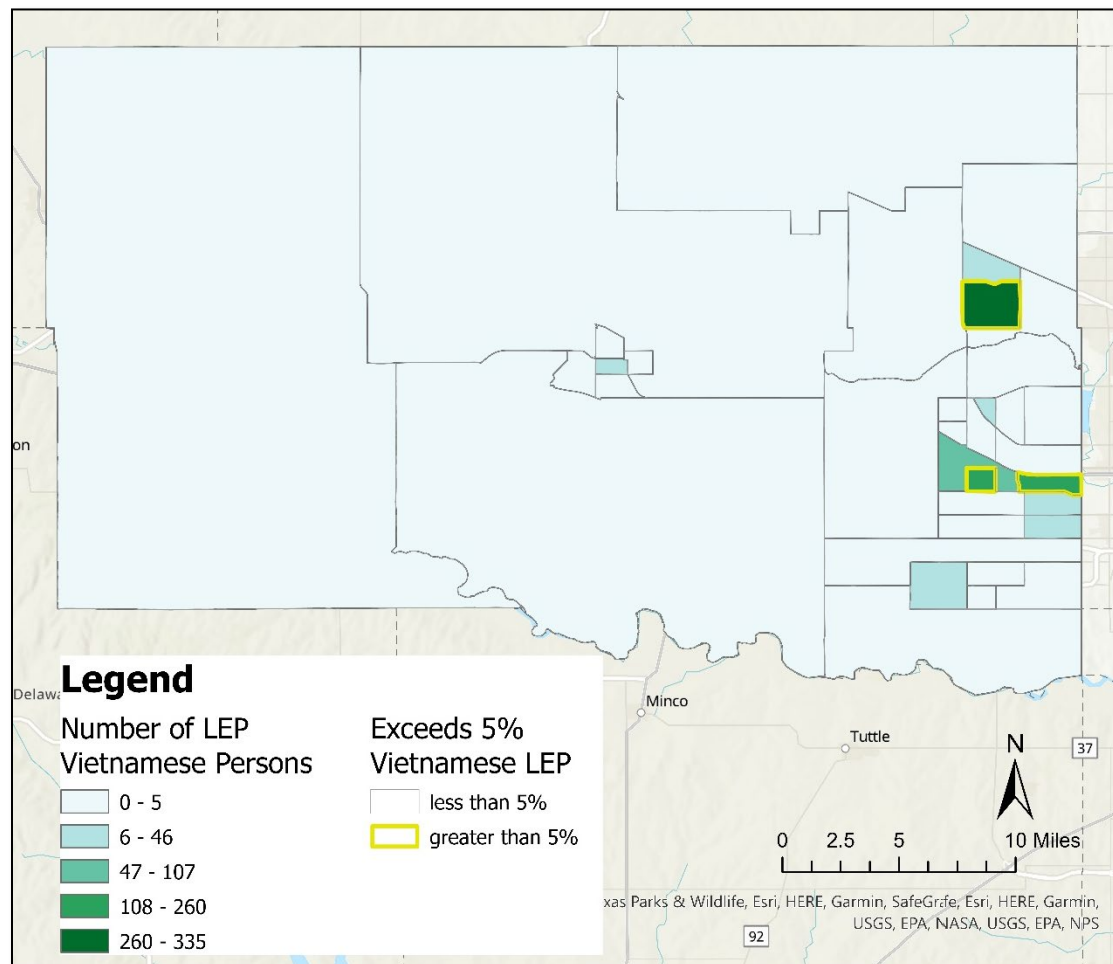 on
Delawa
Legend
Number of LEP
Vietnamese Persons
0 - 5
6 - 46
47 - 107
108 - 260
260 - 335
Exceeds 5%
Vietnamese LEP
less than 5%
greater than 5%
Minco
Tuttle
37
92
N
0 2.5 5 10 Miles
xas Parks & Wildlife, Esri, HERE, Garmin, SafeGrafe, Esri, HERE, Garmin,
USGS, EPA, NASA, USGS, EPA, NPS